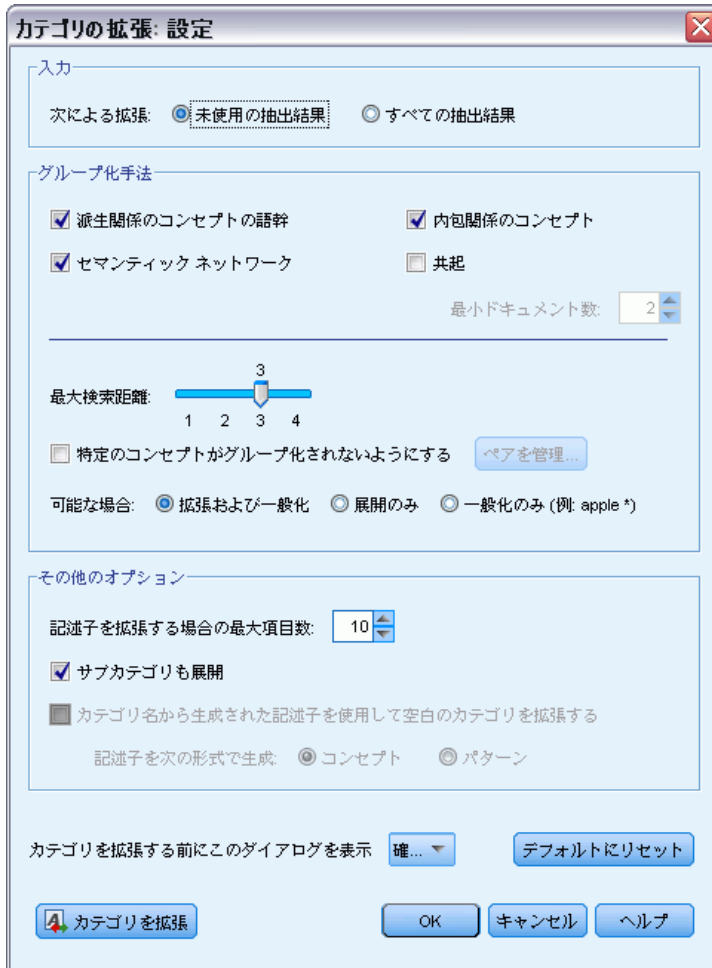 カテゴリの拡張: 設定
入力
次による拡張: 未使用の抽出結果 すべての抽出結果
グループ化手法
派生関係のコンセプトの語幹 内包関係のコンセプト
セマンティック ネットワーク 共起
最小ドキュメント数: 2
3
最大検索距離:
1 2 3 4
特定のコンセプトがグループ化されないようにする ペアを管理...
可能な場合: 拡張および一般化 展開のみ 一般化のみ (例: apple *)
その他のオプション
記述子を拡張する場合の最大項目数: 10
サブカテゴリも展開
カテゴリ名から生成された記述子を使用して空白のカテゴリを拡張する
記述子を次の形式で生成: コンセプト パターン
カテゴリを拡張する前にこのダイアログを表示 確... デフォルトにリセット
カテゴリを拡張 OK キャンセル ヘルプ